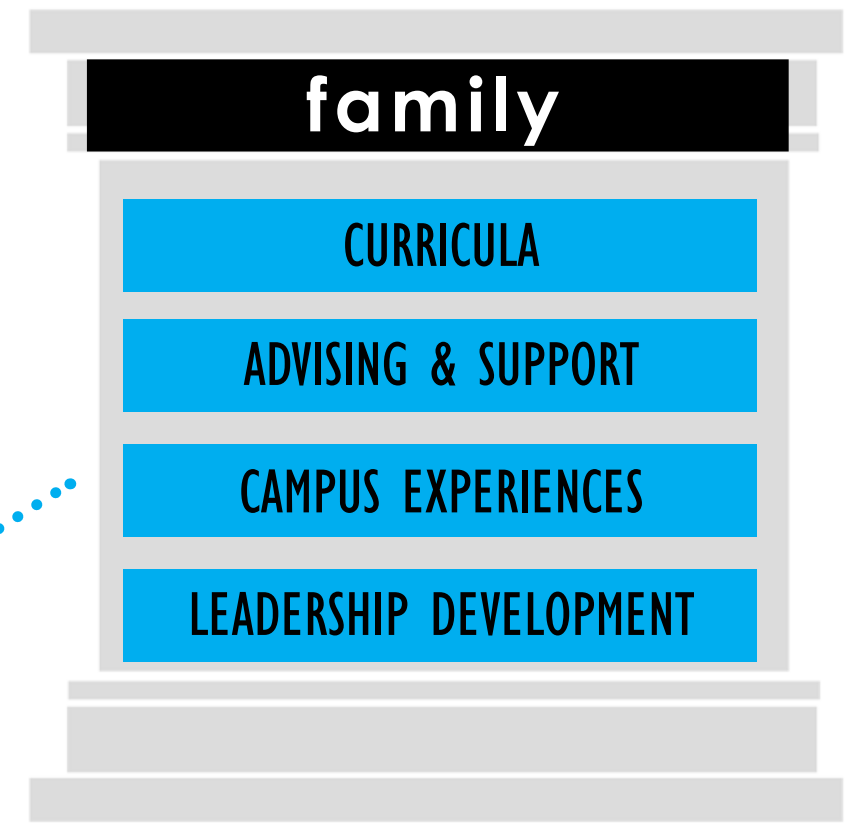 family
CURRICULA
ADVISING & SUPPORT
CAMPUS EXPERIENCES
LEADERSHIP DEVELOPMENT